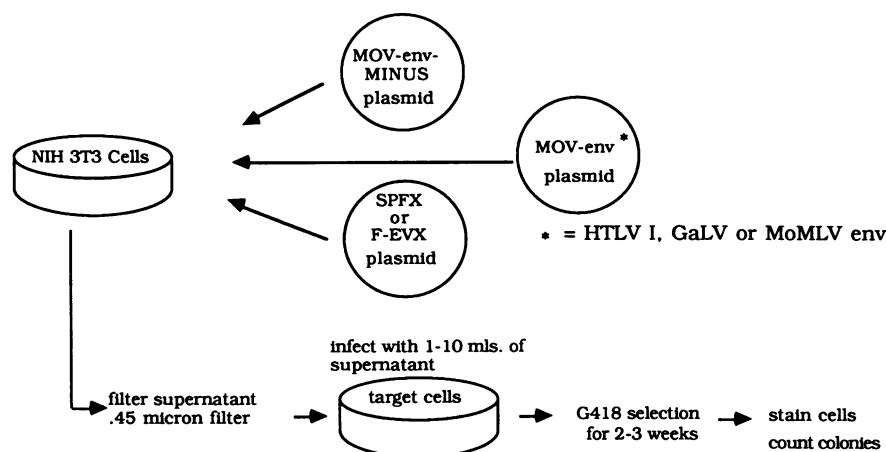 MOV-env-
MINUS
plasmid
NIH 3T3 Cells
MOV-env *
plasmid
SPFX
or
F-EVX
plasmid
* = HTLV I, GaLV or MoMLV env
infect with 1-10 mls. of
supernatant
filter supernatant
.45 micron filter
target cells
G418 selection
for 2-3 weeks
stain cells
count colonies